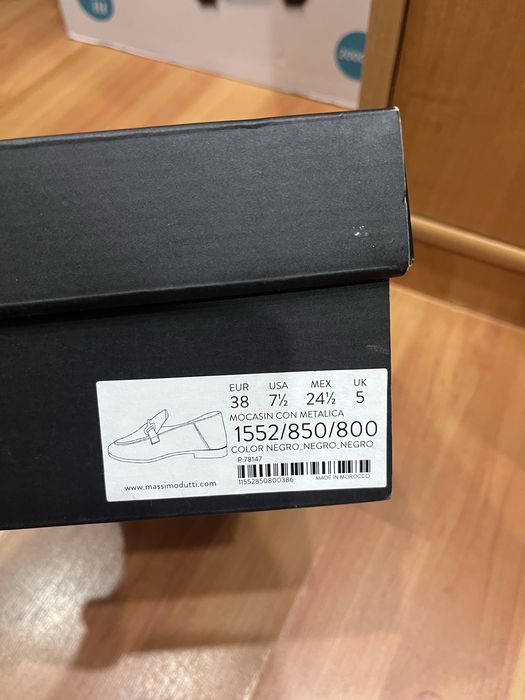 EUR USA MEX UK
38 7½ 24½ 5
MOCASIN CON METALICA
1552/850/800
COLOR NEGRO_NEGRO_NEGRO
P:78147
11552850800386
MADE IN MOROCCO
www.massimodutti.com